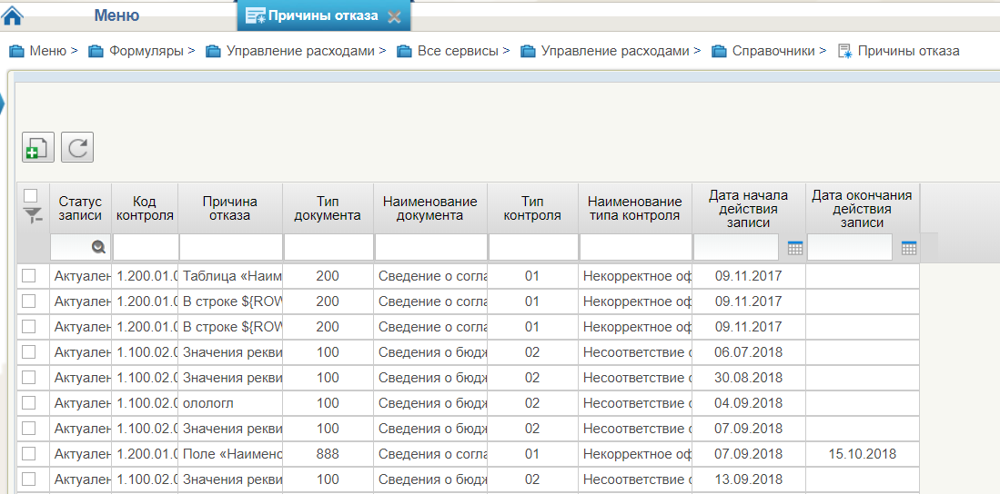 Меню
Причины отказа
Меню > Формуляры > Управление расходами > Все сервисы > Управление расходами > Справочники > Причины отказа
Статус записи Код контроля Причина отказа Тип документа Наименование документа Тип контроля Наименование типа контроля Дата начала действия записи Дата окончания действия записи
Актуален 1.200.01.0 Таблица «Наим 200 Сведение о согла 01 Некорректное оф 09.11.2017
Актуален 1.200.01.0 В строке ${ROW 200 Сведение о согла 01 Некорректное оф 09.11.2017
Актуален 1.200.01.0 В строке ${ROW 200 Сведение о согла 01 Некорректное оф 09.11.2017
Актуален 1.100.02.0 Значения рекви 100 Сведения о бюдж 02 Несоответствие о 06.07.2018
Актуален 1.100.02.0 Значения рекви 100 Сведения о бюдж 02 Несоответствие о 30.08.2018
Актуален 1.100.02.0 олологл 100 Сведения о бюдж 02 Несоответствие о 04.09.2018
Актуален 1.100.02.0 Значения рекви 100 Сведения о бюдж 02 Несоответствие о 07.09.2018
Актуален 1.200.01.0 Поле «Наимено 888 Сведение о согла 01 Некорректное оф 07.09.2018 15.10.2018
Актуален 1.100.02.0 Значения рекви 100 Сведения о бюдж 02 Несоответствие о 13.09.2018